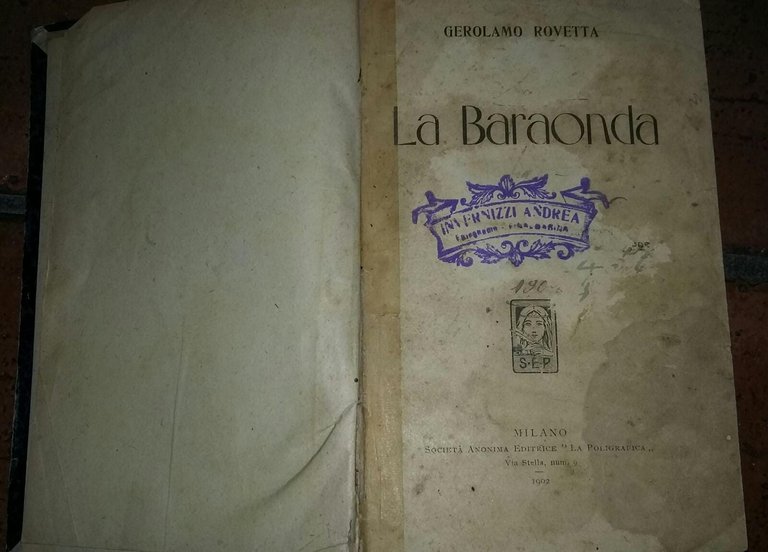 GEROLAMO ROVETTA
La Baraonda
INVERNIZZI ANDREA
S·E·P
MILANO
SOCIETÀ ANONIMA EDITRICE "LA POLIGRAFICA„
Via Stella, num. 9
1902